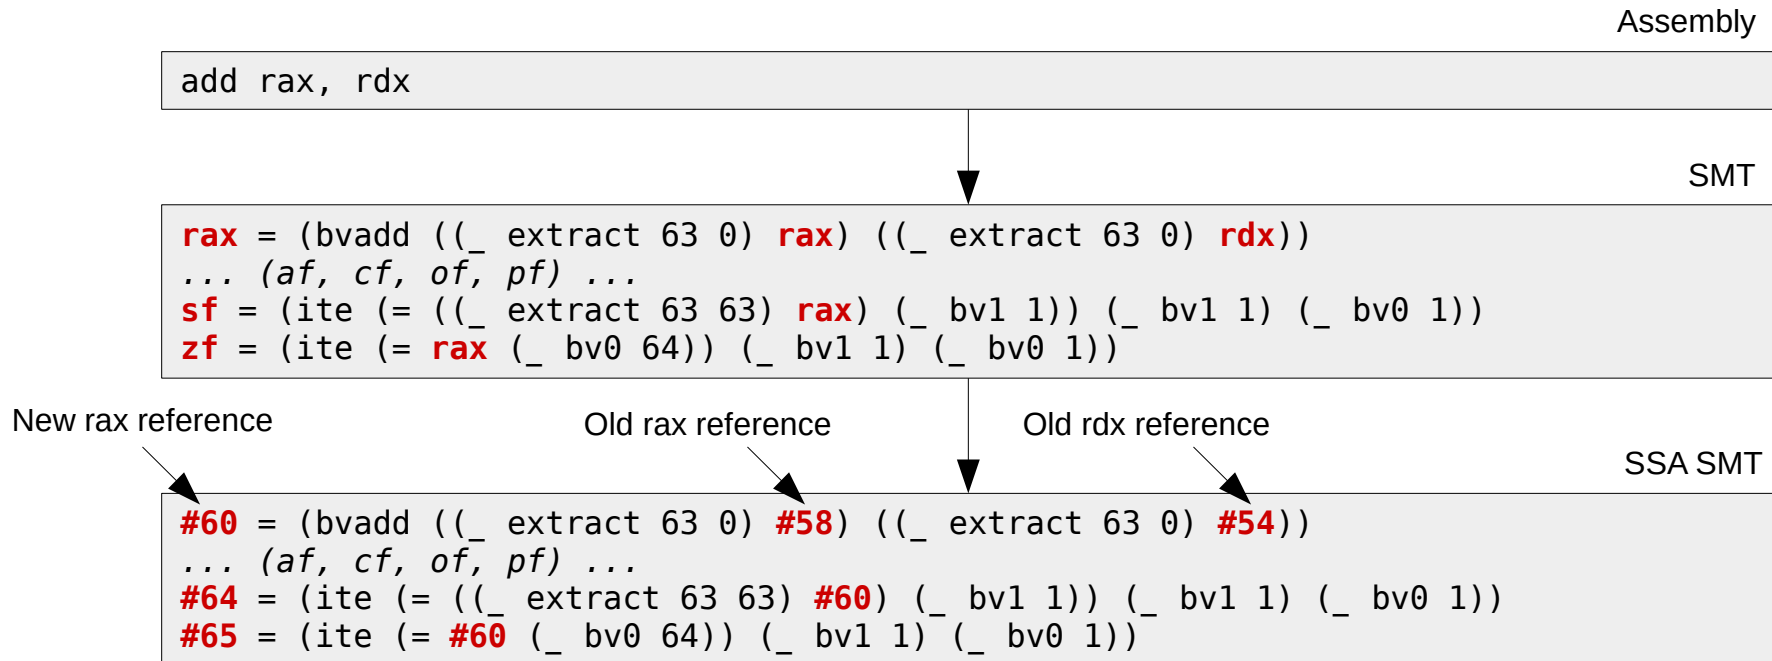 Assembly
add rax, rdx
SMT
rax = (bvadd ((_ extract 63 0) rax) ((_ extract 63 0) rdx))
... (af, cf, of, pf) ...
sf = (ite (= ((_ extract 63 63) rax) (_ bv1 1)) (_ bv1 1) (_ bv0 1))
zf = (ite (= rax (_ bv0 64)) (_ bv1 1) (_ bv0 1))
New rax reference
Old rax reference
Old rdx reference
SSA SMT
#60 = (bvadd ((_ extract 63 0) #58) ((_ extract 63 0) #54))
... (af, cf, of, pf) ...
#64 = (ite (= ((_ extract 63 63) #60) (_ bv1 1)) (_ bv1 1) (_ bv0 1))
#65 = (ite (= #60 (_ bv0 64)) (_ bv1 1) (_ bv0 1))